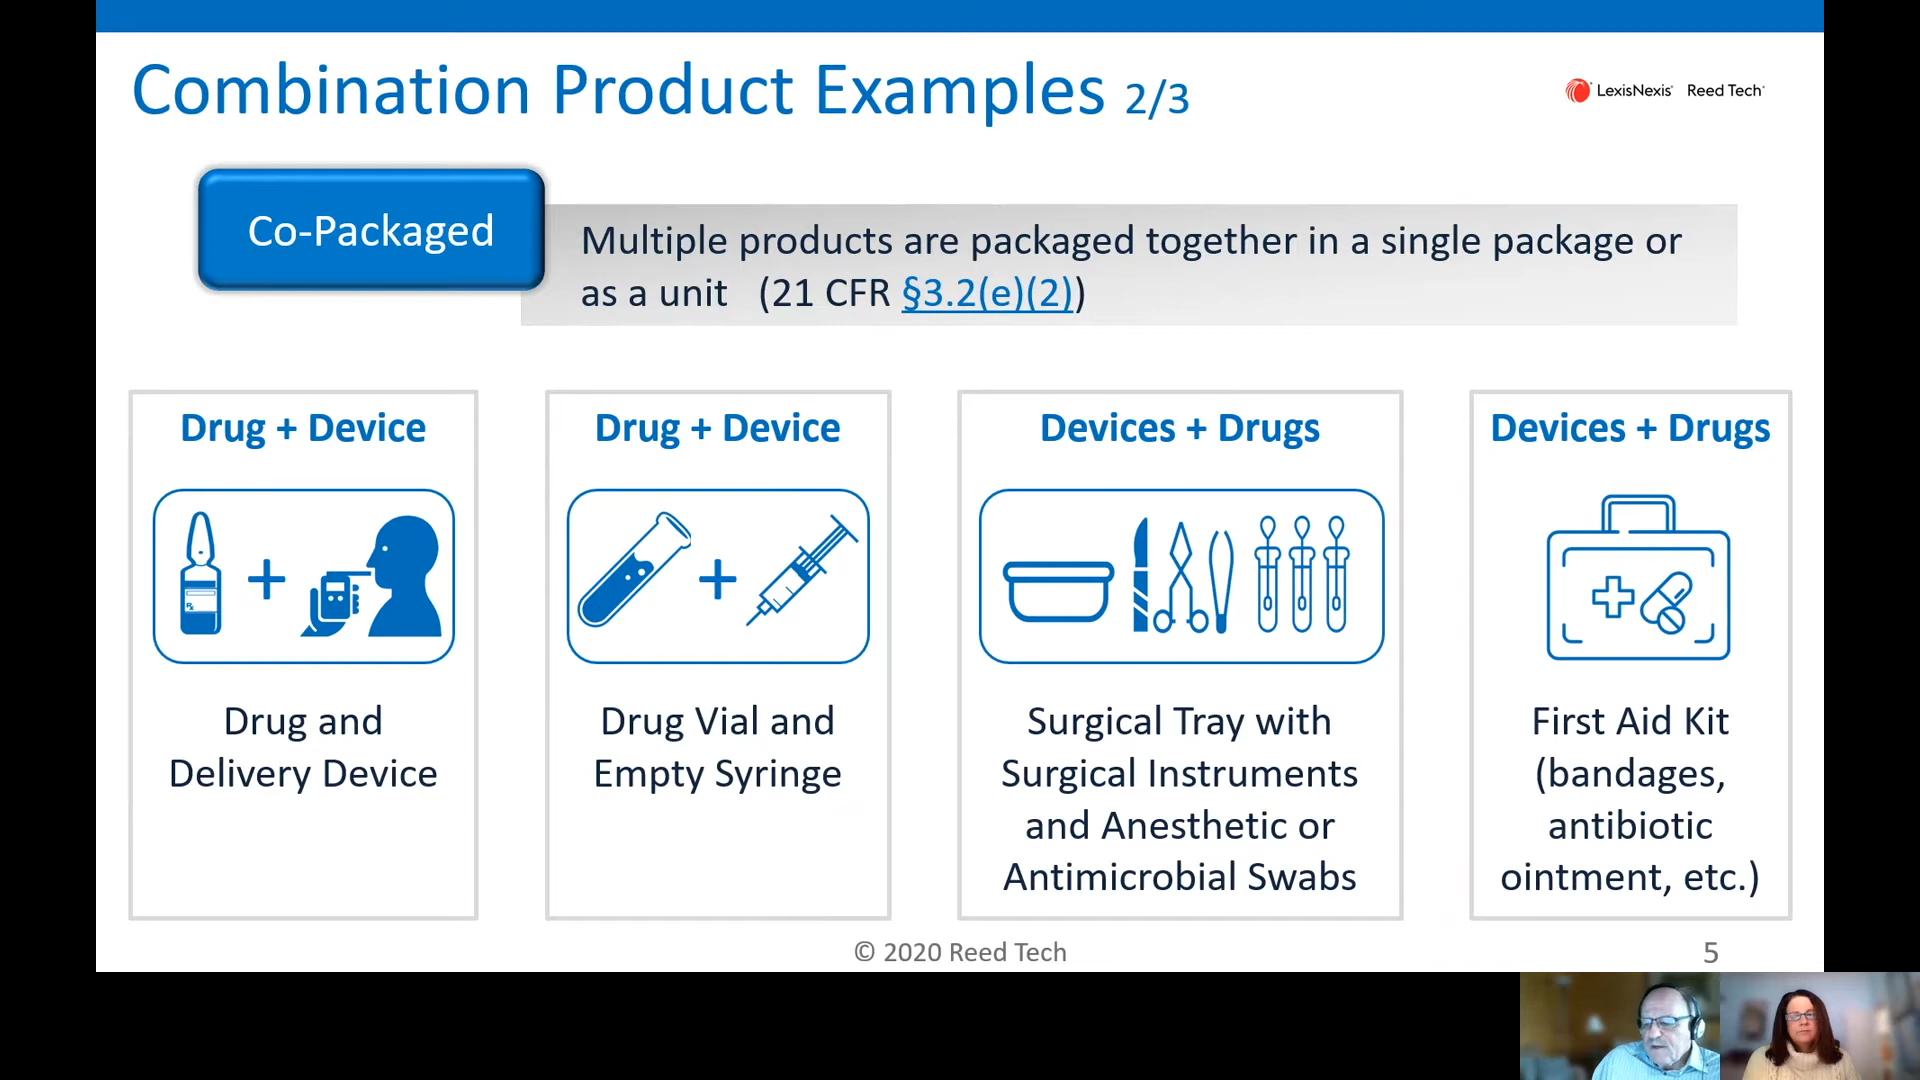 Combination Product Examples 2/3
LexisNexis® Reed Tech®
Co-Packaged
Multiple products are packaged together in a single package or
as a unit (21 CFR §3.2(e)(2))
Drug + Device
Rx
Drug and
Delivery Device
Drug + Device
Drug Vial and
Empty Syringe
Devices + Drugs
Surgical Tray with
Surgical Instruments
and Anesthetic or
Antimicrobial Swabs
Devices + Drugs
First Aid Kit
(bandages,
antibiotic
ointment, etc.)
© 2020 Reed Tech
5